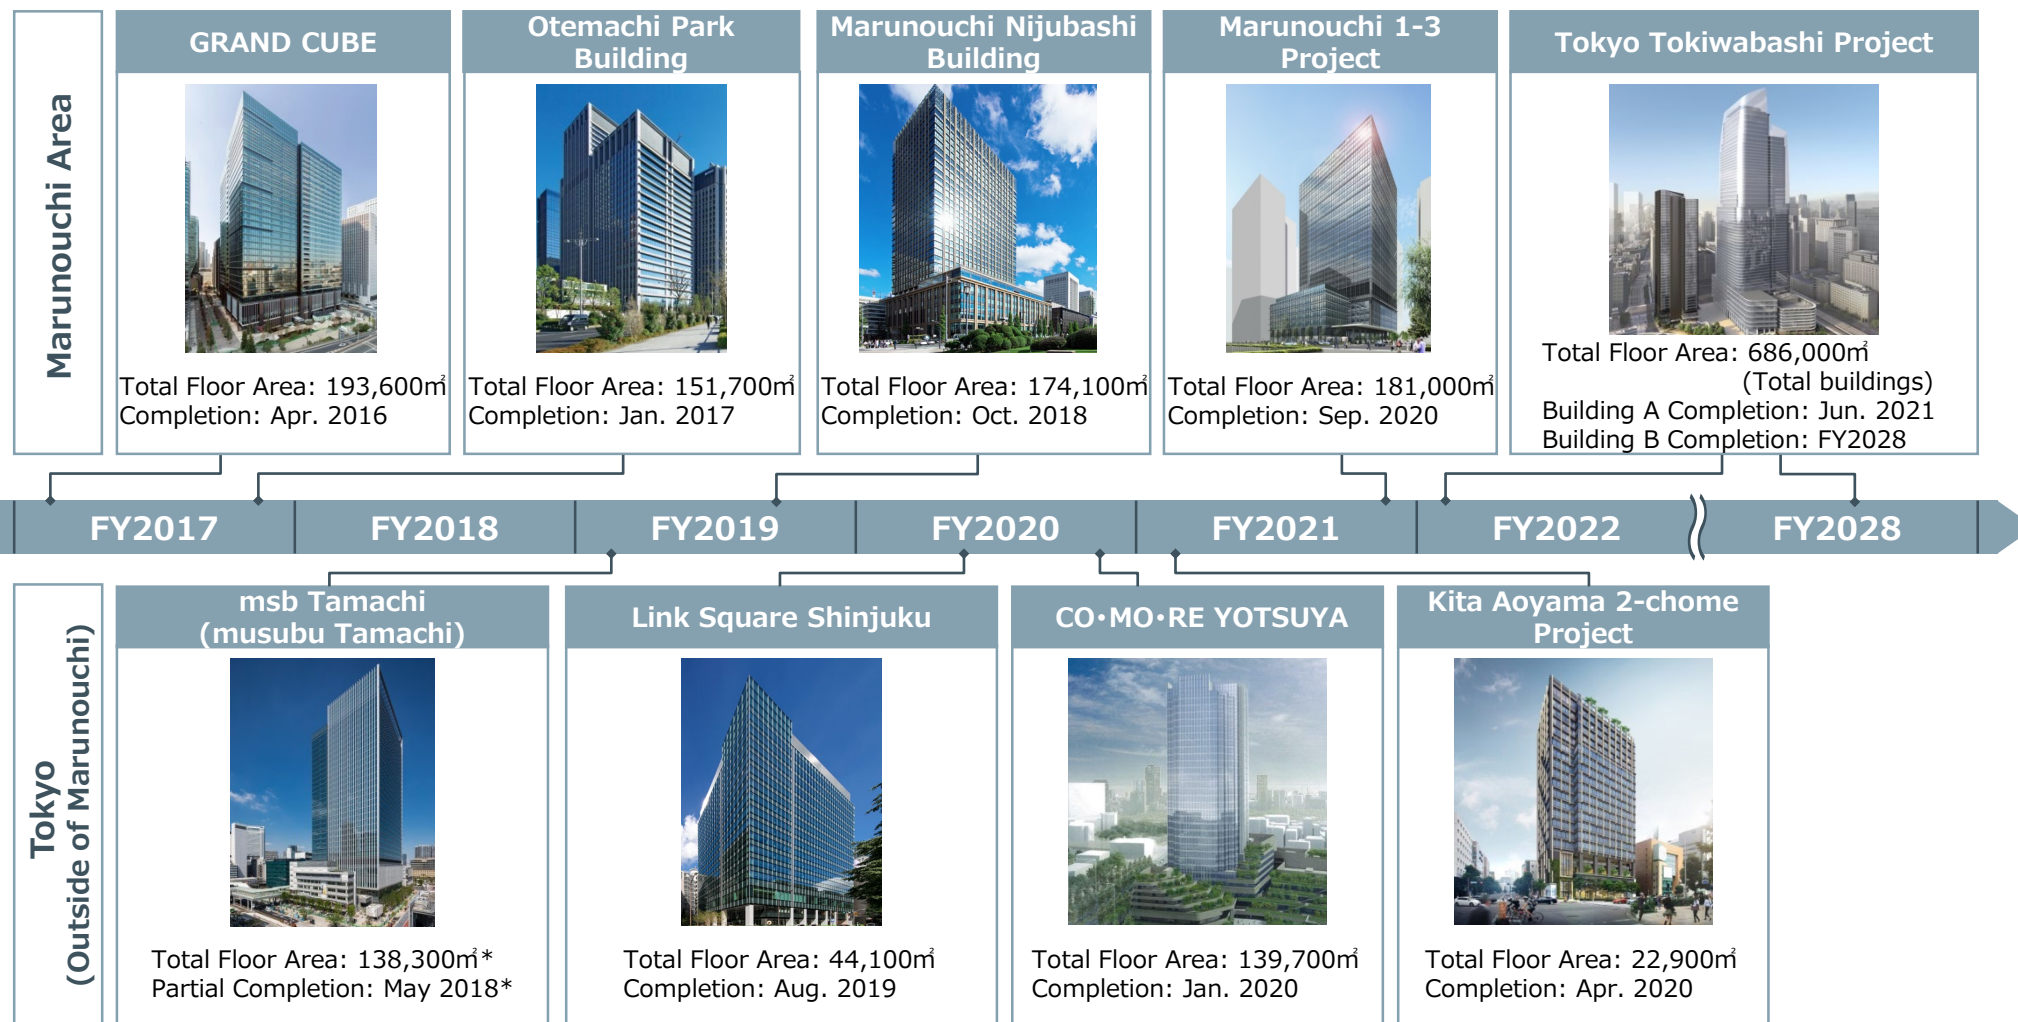 Marunouchi Area
GRAND CUBE
Total Floor Area: 193,600㎡
Completion: Apr. 2016
Otemachi Park
Building
Total Floor Area: 151,700㎡
Completion: Jan. 2017
Marunouchi Nijubashi
Building
Total Floor Area: 174,100㎡
Completion: Oct. 2018
Marunouchi 1-3
Project
Total Floor Area: 181,000㎡
Completion: Sep. 2020
Tokyo Tokiwabashi Project
Total Floor Area: 686,000㎡
(Total buildings)
Building A Completion: Jun. 2021
Building B Completion: FY2028
FY2017
FY2018
FY2019
FY2020
FY2021
FY2022
FY2028
Tokyo
(Outside of Marunouchi)
msb Tamachi
(musubu Tamachi)
Total Floor Area: 138,300㎡*
Partial Completion: May 2018*
Link Square Shinjuku
Total Floor Area: 44,100㎡
Completion: Aug. 2019
CO・MO・RE YOTSUYA
Total Floor Area: 139,700㎡
Completion: Jan. 2020
Kita Aoyama 2-chome
Project
Total Floor Area: 22,900㎡
Completion: Apr. 2020